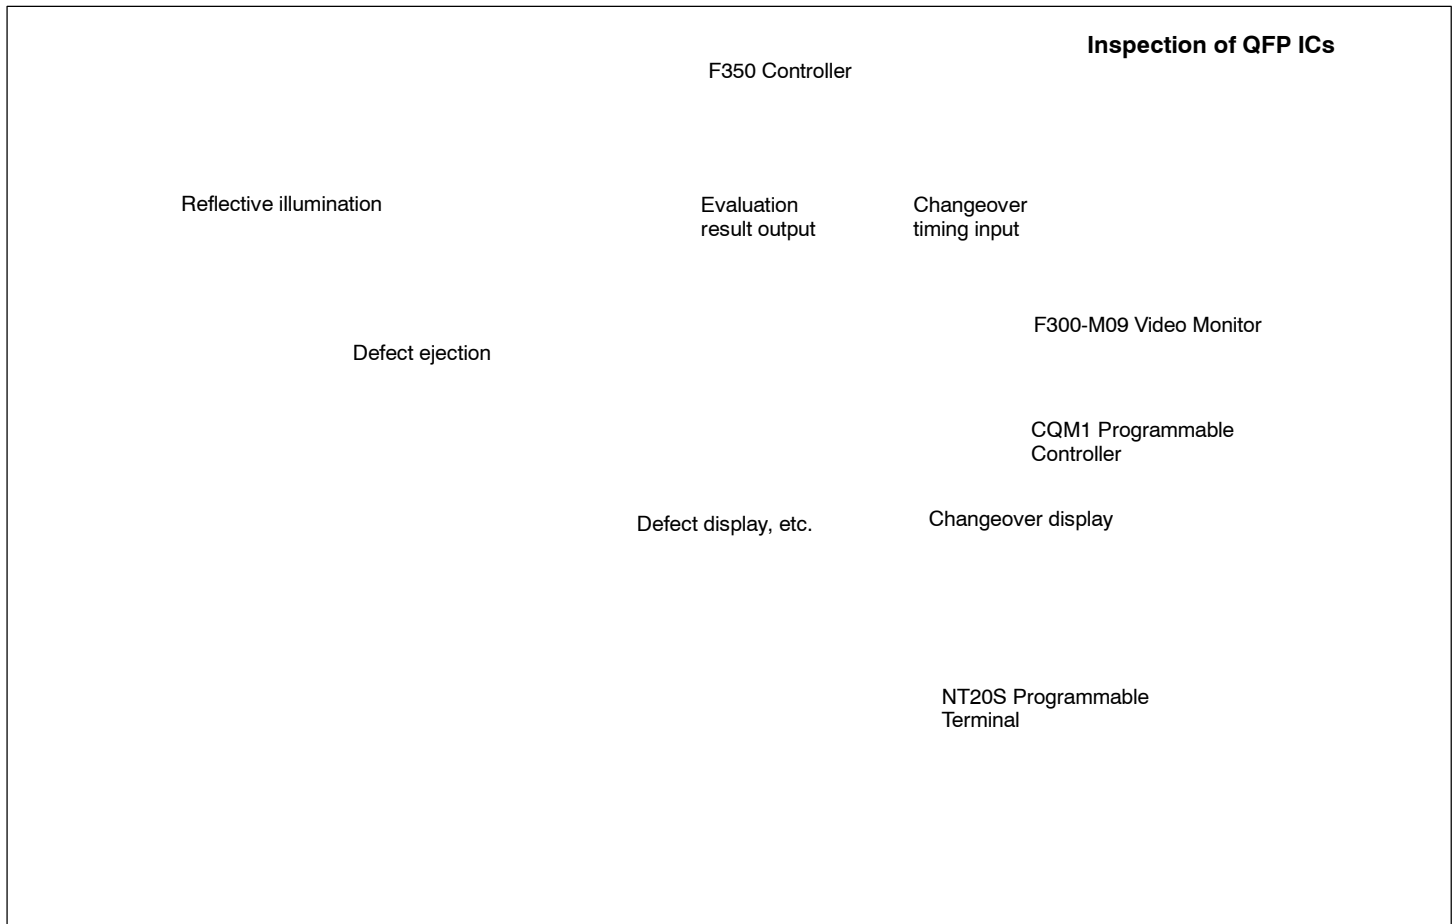 Inspection of QFP ICs
F350 Controller
Reflective illumination
Evaluation
result output
Changeover
timing input
F300-M09 Video Monitor
Defect ejection
CQM1 Programmable
Controller
Defect display, etc.
Changeover display
NT20S Programmable
Terminal